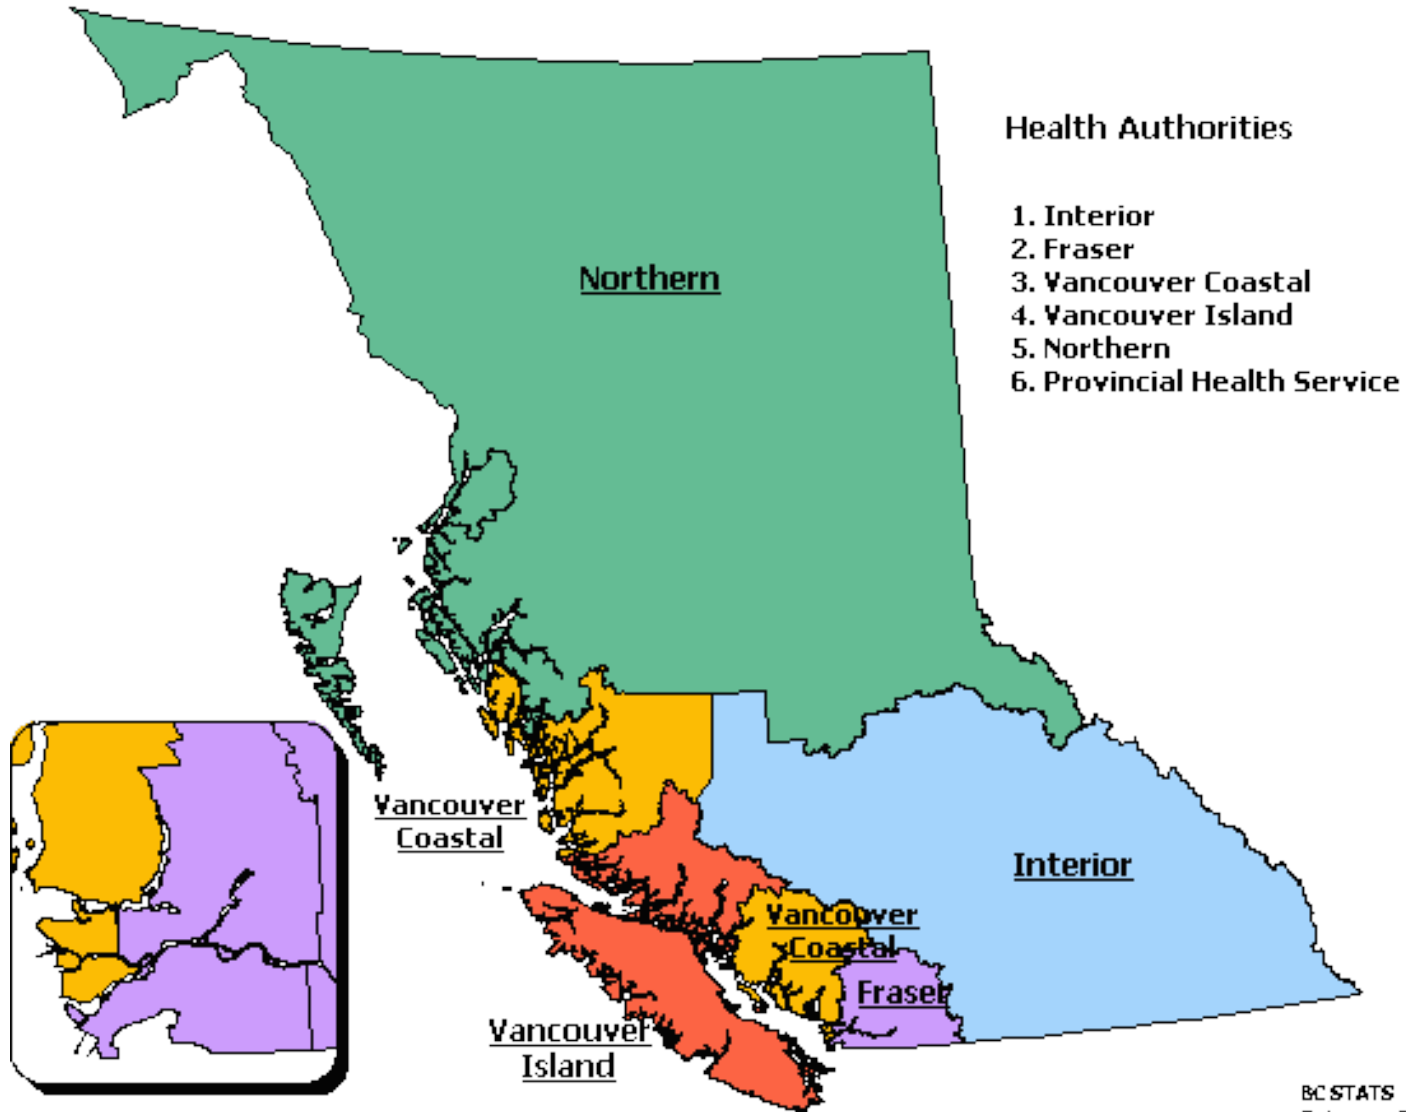 Health Authorities
1. Interior
2. Fraser
3. Vancouver Coastal
4. Vancouver Island
5. Northern
6. Provincial Health Service
Northern
Vancouver
Coastal
Interior
Vancouver
Coastal
Fraser
Vancouver
Island
BC STATS